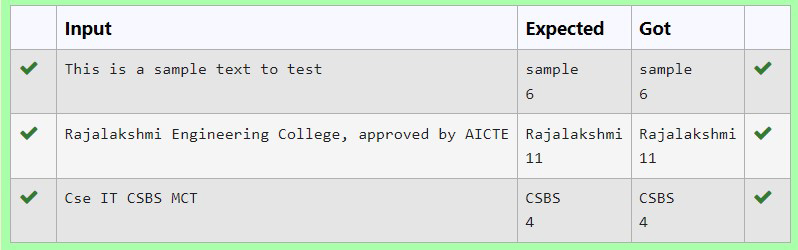 Input Expected Got
This is a sample text to test sample sample
6 6
Rajalakshmi Engineering College, approved by AICTE Rajalakshmi Rajalakshmi
11 11
Cse IT CSBS MCT CSBS CSBS
4 4